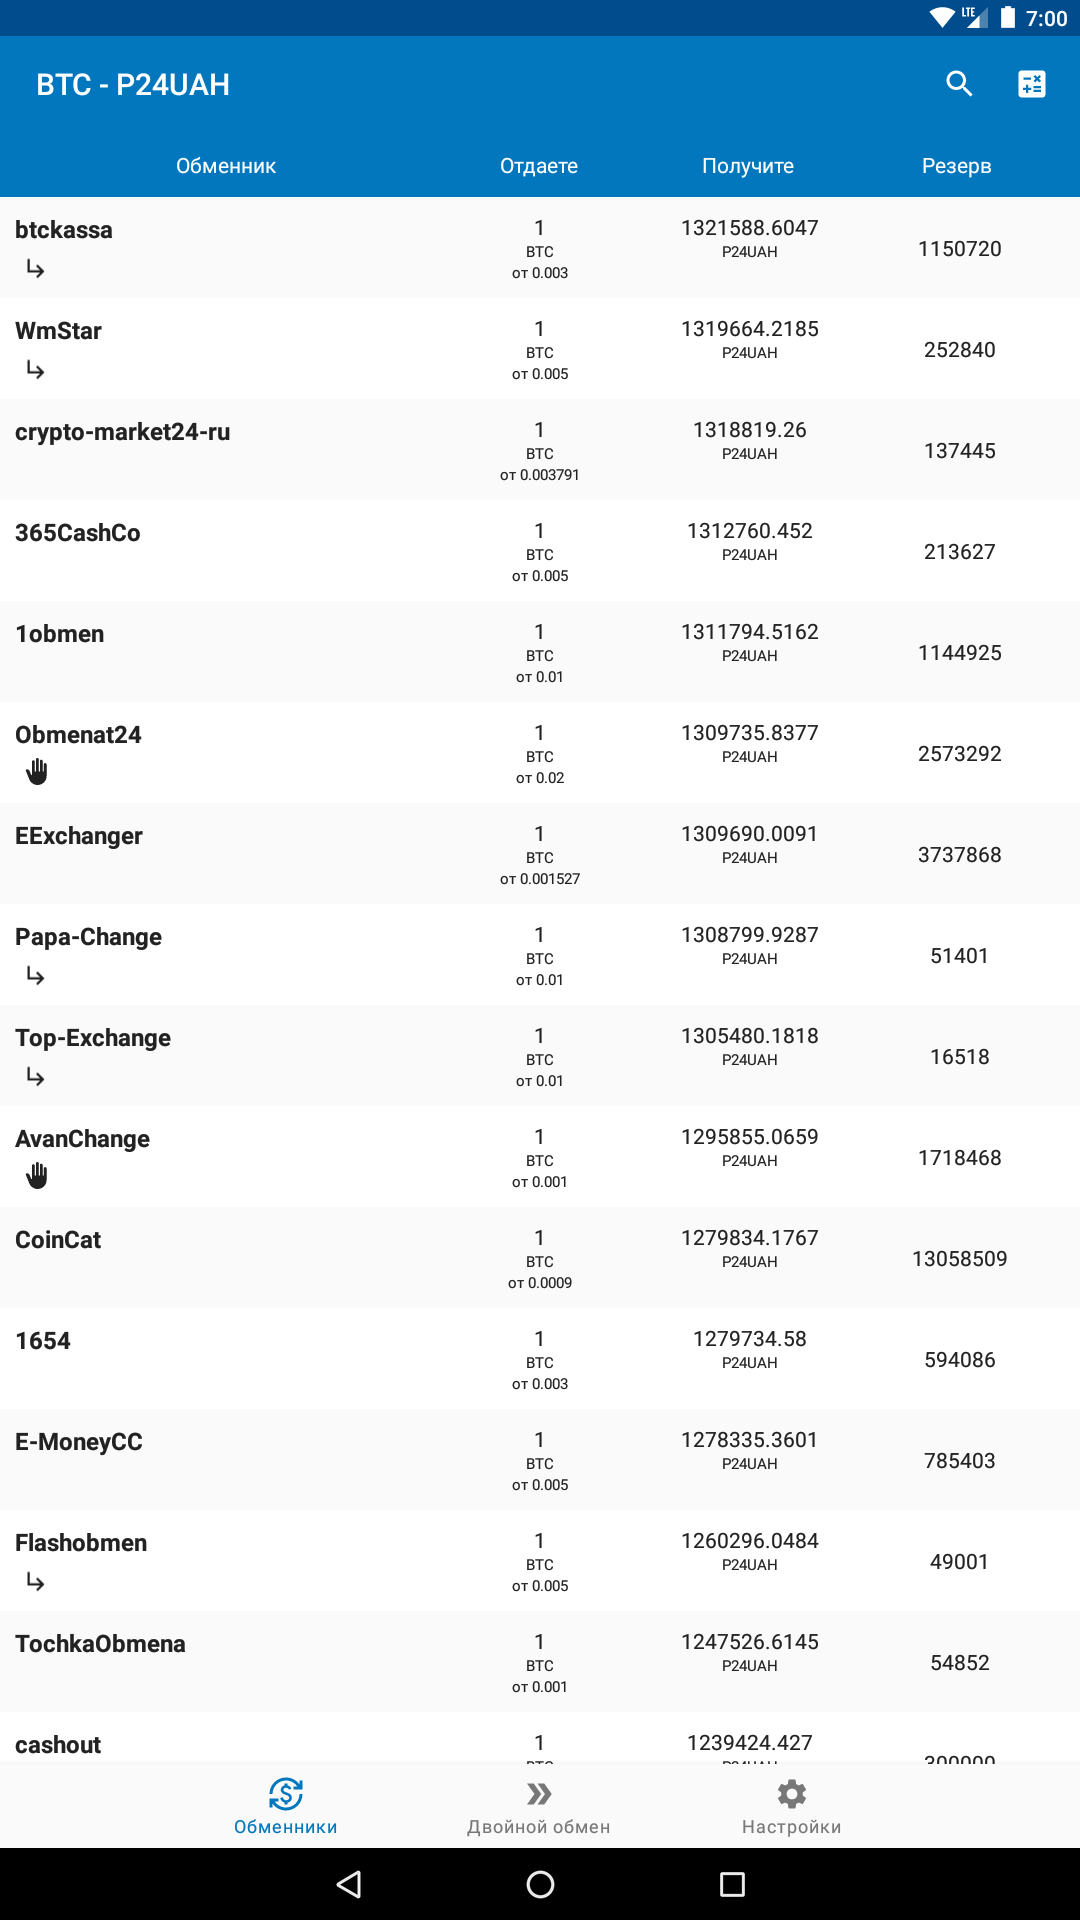 LTE 7:00
BTC - P24UAH
Обменник Отдаете Получите Резерв
btckassa 1 1321588.6047 1150720
BTC P24UAH
от 0.003
WmStar 1 1319664.2185 252840
BTC P24UAH
от 0.005
crypto-market24-ru 1 1318819.26 137445
BTC P24UAH
от 0.003791
365CashCo 1 1312760.452 213627
BTC P24UAH
от 0.005
1obmen 1 1311794.5162 1144925
BTC P24UAH
от 0.01
Obmenat24 1 1309735.8377 2573292
BTC P24UAH
от 0.02
EExchanger 1 1309690.0091 3737868
BTC P24UAH
от 0.001527
Papa-Change 1 1308799.9287 51401
BTC P24UAH
от 0.01
Top-Exchange 1 1305480.1818 16518
BTC P24UAH
от 0.01
AvanChange 1 1295855.0659 1718468
BTC P24UAH
от 0.001
CoinCat 1 1279834.1767 13058509
BTC P24UAH
от 0.0009
1654 1 1279734.58 594086
BTC P24UAH
от 0.003
E-MoneyCC 1 1278335.3601 785403
BTC P24UAH
от 0.005
Flashobmen 1 1260296.0484 49001
BTC P24UAH
от 0.005
TochkaObmena 1 1247526.6145 54852
BTC P24UAH
от 0.001
cashout 1 1239424.427
Обменники Двойной обмен Настройки